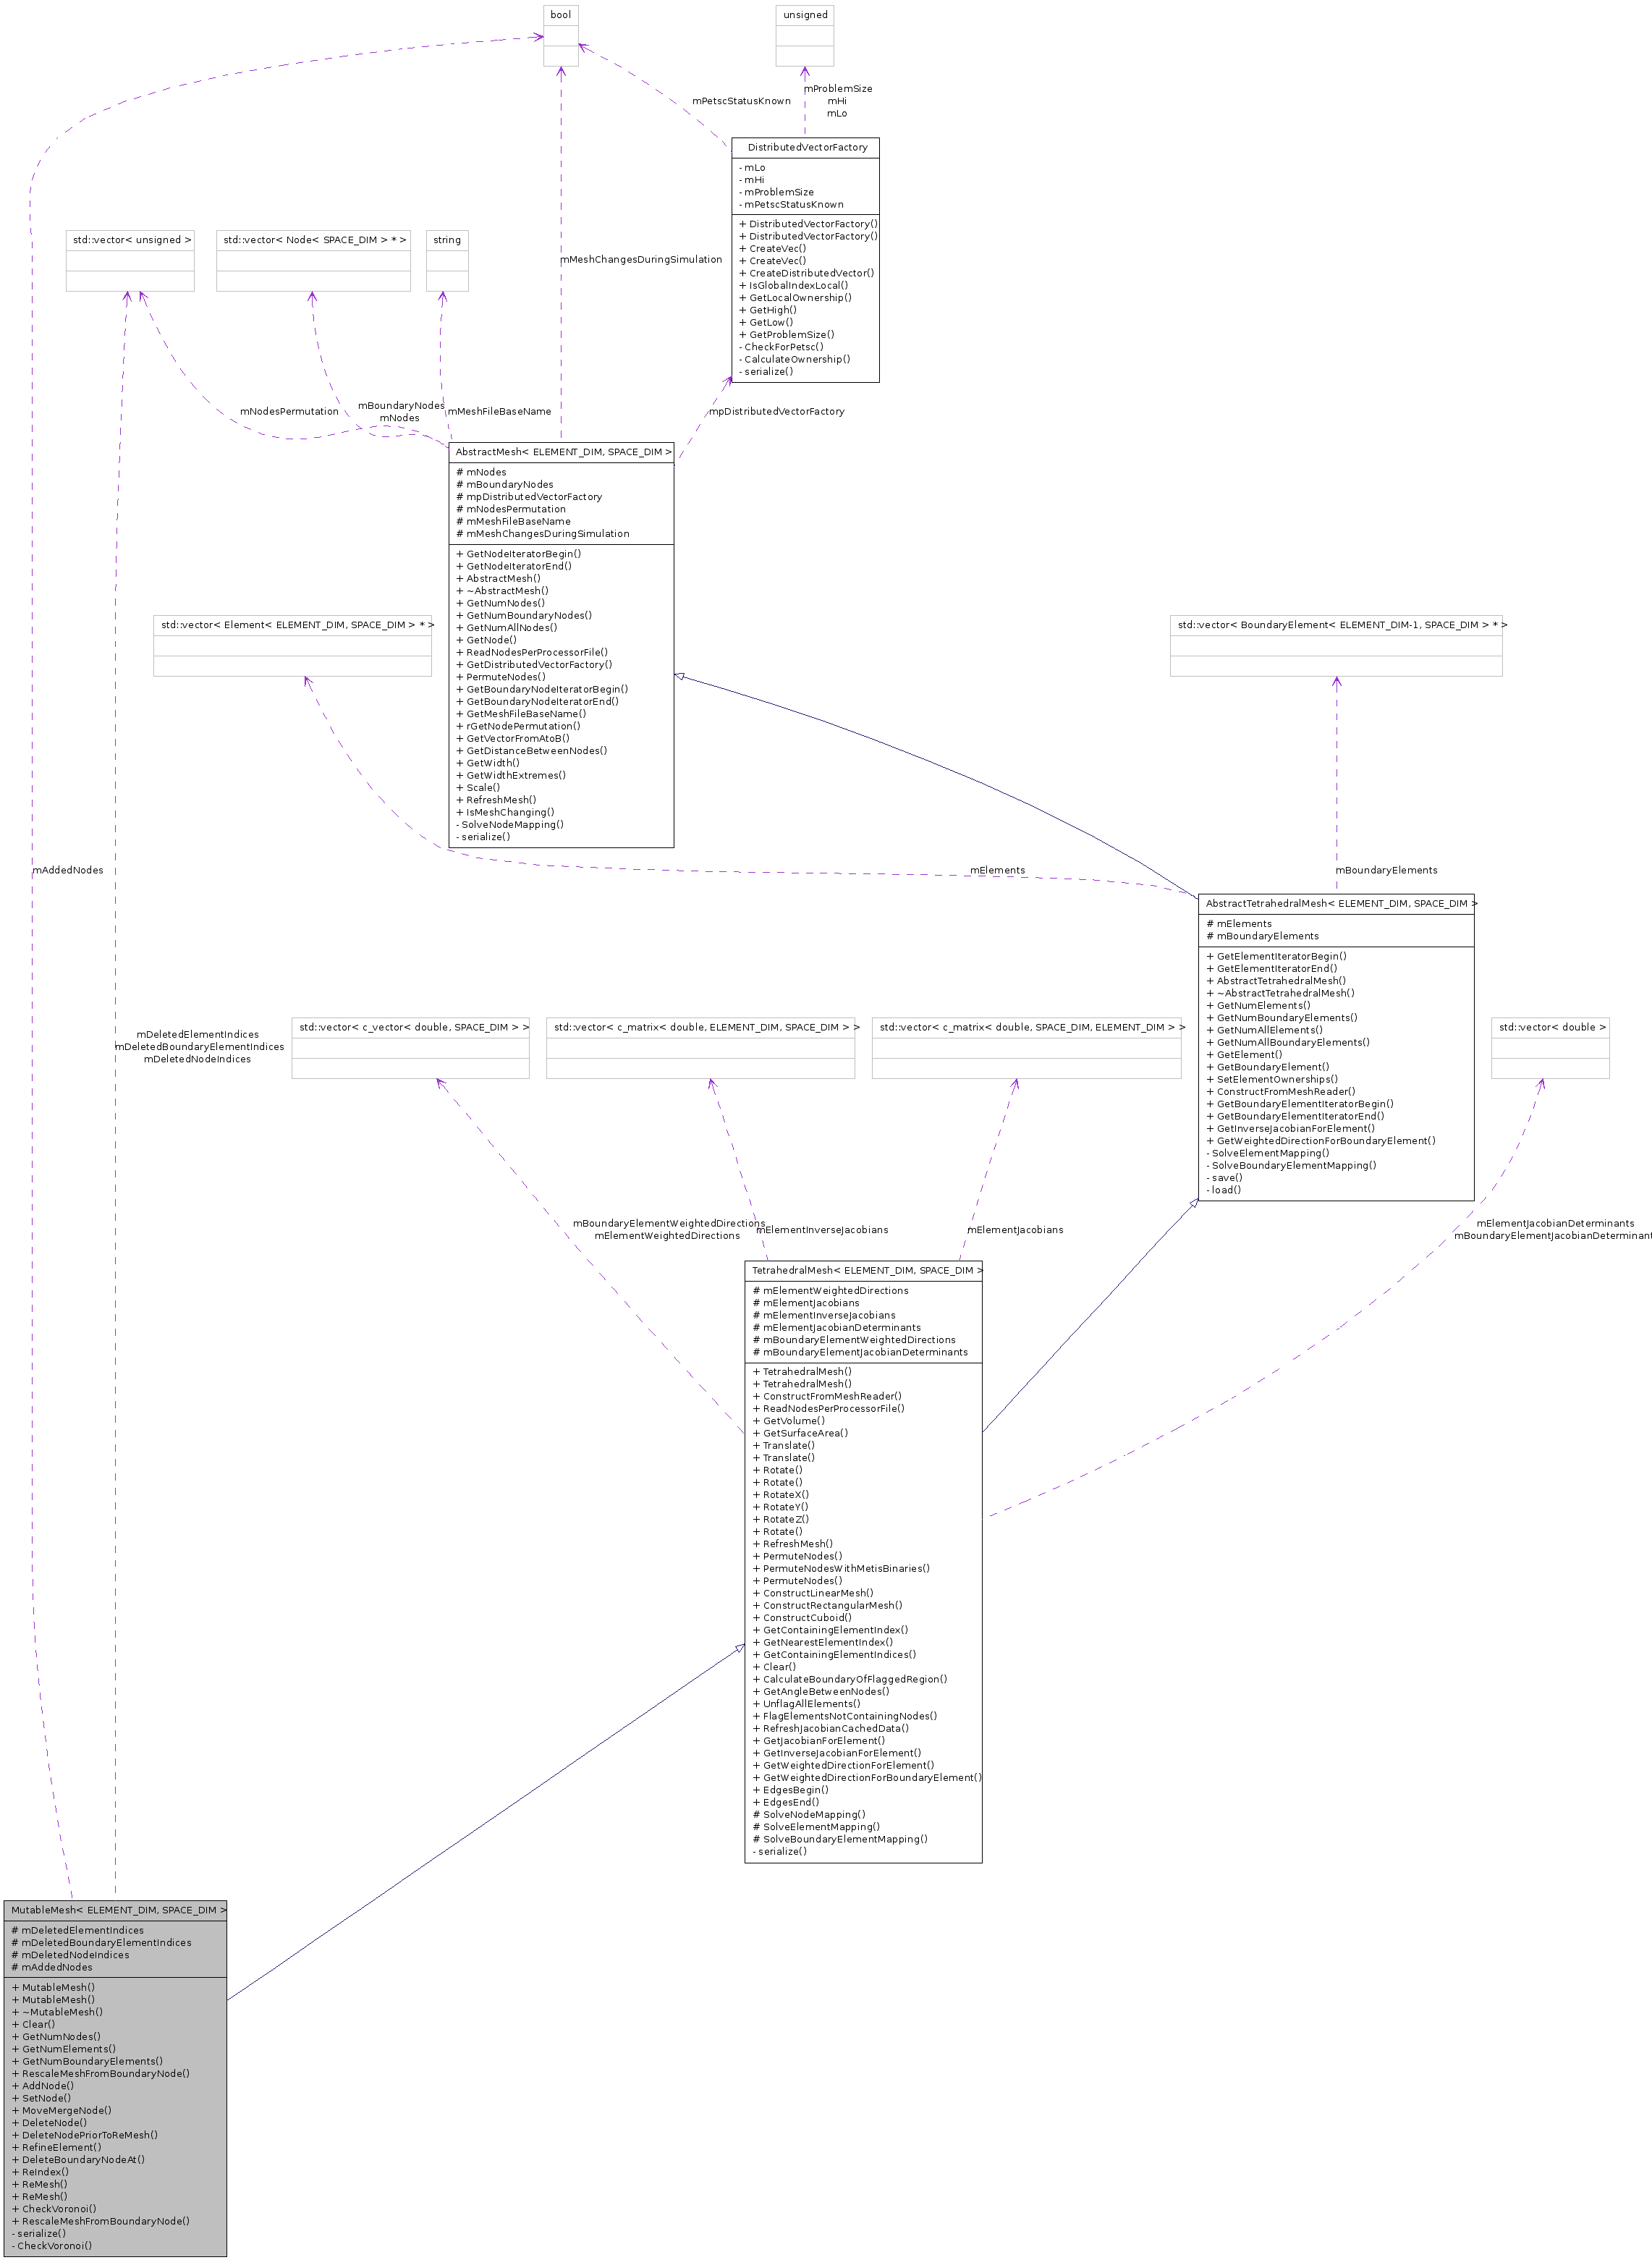 bool
unsigned
mPetscStatusKnown
mProblemSize
mHi
mLo
DistributedVectorFactory
- mLo
- mHi
- mProblemSize
- mPetscStatusKnown
+ DistributedVectorFactory()
+ DistributedVectorFactory()
+ CreateVec()
+ CreateVec()
+ CreateDistributedVector()
+ IsGlobalIndexLocal()
+ GetLocalOwnership()
+ GetHigh()
+ GetLow()
+ GetProblemSize()
- CheckForPetsc()
- CalculateOwnership()
- serialize()
std::vector< unsigned >
std::vector< Node< SPACE_DIM > * >
string
mMeshChangesDuringSimulation
mNodesPermutation
mBoundaryNodes
mNodes
mMeshFileBaseName
mpDistributedVectorFactory
AbstractMesh< ELEMENT_DIM, SPACE_DIM >
# mNodes
# mBoundaryNodes
# mpDistributedVectorFactory
# mNodesPermutation
# mMeshFileBaseName
# mMeshChangesDuringSimulation
+ GetNodeIteratorBegin()
+ GetNodeIteratorEnd()
+ AbstractMesh()
+ ~AbstractMesh()
+ GetNumNodes()
+ GetNumBoundaryNodes()
+ GetNumAllNodes()
+ GetNode()
+ ReadNodesPerProcessorFile()
+ GetDistributedVectorFactory()
+ PermuteNodes()
+ GetBoundaryNodeIteratorBegin()
+ GetBoundaryNodeIteratorEnd()
+ GetMeshFileBaseName()
+ rGetNodePermutation()
+ GetVectorFromAtoB()
+ GetDistanceBetweenNodes()
+ GetWidth()
+ GetWidthExtremes()
+ Scale()
+ RefreshMesh()
+ IsMeshChanging()
- SolveNodeMapping()
- serialize()
std::vector< Element< ELEMENT_DIM, SPACE_DIM > * >
std::vector< BoundaryElement< ELEMENT_DIM-1, SPACE_DIM > * >
mAddedNodes
mElements
mBoundaryElements
AbstractTetrahedralMesh< ELEMENT_DIM, SPACE_DIM >
# mElements
# mBoundaryElements
+ GetElementIteratorBegin()
+ GetElementIteratorEnd()
+ AbstractTetrahedralMesh()
+ ~AbstractTetrahedralMesh()
+ GetNumElements()
+ GetNumBoundaryElements()
+ GetNumAllElements()
+ GetNumAllBoundaryElements()
+ GetElement()
+ GetBoundaryElement()
+ SetElementOwnerships()
+ ConstructFromMeshReader()
+ GetBoundaryElementIteratorBegin()
+ GetBoundaryElementIteratorEnd()
+ GetInverseJacobianForElement()
+ GetWeightedDirectionForBoundaryElement()
- SolveElementMapping()
- SolveBoundaryElementMapping()
- save()
- load()
mDeletedElementIndices
mDeletedBoundaryElementIndices
mDeletedNodeIndices
std::vector< c_vector< double, SPACE_DIM > >
std::vector< c_matrix< double, ELEMENT_DIM, SPACE_DIM > >
std::vector< c_matrix< double, SPACE_DIM, ELEMENT_DIM > >
std::vector< double >
mBoundaryElementWeightedDirections
mElementWeightedDirections
mElementInverseJacobians
mElementJacobians
mElementJacobianDeterminants
mBoundaryElementJacobianDeterminant
TetrahedralMesh< ELEMENT_DIM, SPACE_DIM >
# mElementWeightedDirections
# mElementJacobians
# mElementInverseJacobians
# mElementJacobianDeterminants
# mBoundaryElementWeightedDirections
# mBoundaryElementJacobianDeterminants
+ TetrahedralMesh()
+ TetrahedralMesh()
+ ConstructFromMeshReader()
+ ReadNodesPerProcessorFile()
+ GetVolume()
+ GetSurfaceArea()
+ Translate()
+ Translate()
+ Rotate()
+ Rotate()
+ RotateX()
+ RotateY()
+ RotateZ()
+ Rotate()
+ RefreshMesh()
+ PermuteNodes()
+ PermuteNodesWithMetisBinaries()
+ PermuteNodes()
+ ConstructLinearMesh()
+ ConstructRectangularMesh()
+ ConstructCuboid()
+ GetContainingElementIndex()
+ GetNearestElementIndex()
+ GetContainingElementIndices()
+ Clear()
+ CalculateBoundaryOfFlaggedRegion()
+ GetAngleBetweenNodes()
+ UnflagAllElements()
+ FlagElementsNotContainingNodes()
+ RefreshJacobianCachedData()
+ GetJacobianForElement()
+ GetInverseJacobianForElement()
+ GetWeightedDirectionForElement()
+ GetWeightedDirectionForBoundaryElement()
+ EdgesBegin()
+ EdgesEnd()
# SolveNodeMapping()
# SolveElementMapping()
# SolveBoundaryElementMapping()
- serialize()
MutableMesh< ELEMENT_DIM, SPACE_DIM >
# mDeletedElementIndices
# mDeletedBoundaryElementIndices
# mDeletedNodeIndices
# mAddedNodes
+ MutableMesh()
+ MutableMesh()
+ ~MutableMesh()
+ Clear()
+ GetNumNodes()
+ GetNumElements()
+ GetNumBoundaryElements()
+ RescaleMeshFromBoundaryNode()
+ AddNode()
+ SetNode()
+ MoveMergeNode()
+ DeleteNode()
+ DeleteNodePriorToReMesh()
+ RefineElement()
+ DeleteBoundaryNodeAt()
+ ReIndex()
+ ReMesh()
+ ReMesh()
+ CheckVoronoi()
+ RescaleMeshFromBoundaryNode()
- serialize()
- CheckVoronoi()